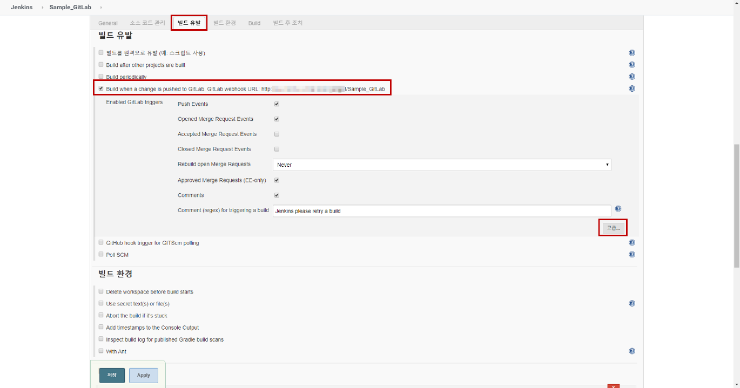 Jenkins › Sample_GitLab ›
General 소스 코드 관리 빌드 유발 빌드 환경 Build 빌드 후 조치
빌드 유발
빌드를 원격으로 유발 (예: 스크립트 사용)
Build after other projects are built
Build periodically
Build when a change is pushed to GitLab. GitLab webhook URL: http /Sample_GitLab
Enabled GitLab triggers
Push Events
Opened Merge Request Events
Accepted Merge Request Events
Closed Merge Request Events
Rebuild open Merge Requests Never
Approved Merge Requests (EE-only)
Comments
Comment (regex) for triggering a build Jenkins please retry a build
고급...
GitHub hook trigger for GITScm polling
Poll SCM
빌드 환경
Delete workspace before build starts
Use secret text(s) or file(s)
Abort the build if it's stuck
Add timestamps to the Console Output
Inspect build log for published Gradle build scans
With Ant
저장 Apply